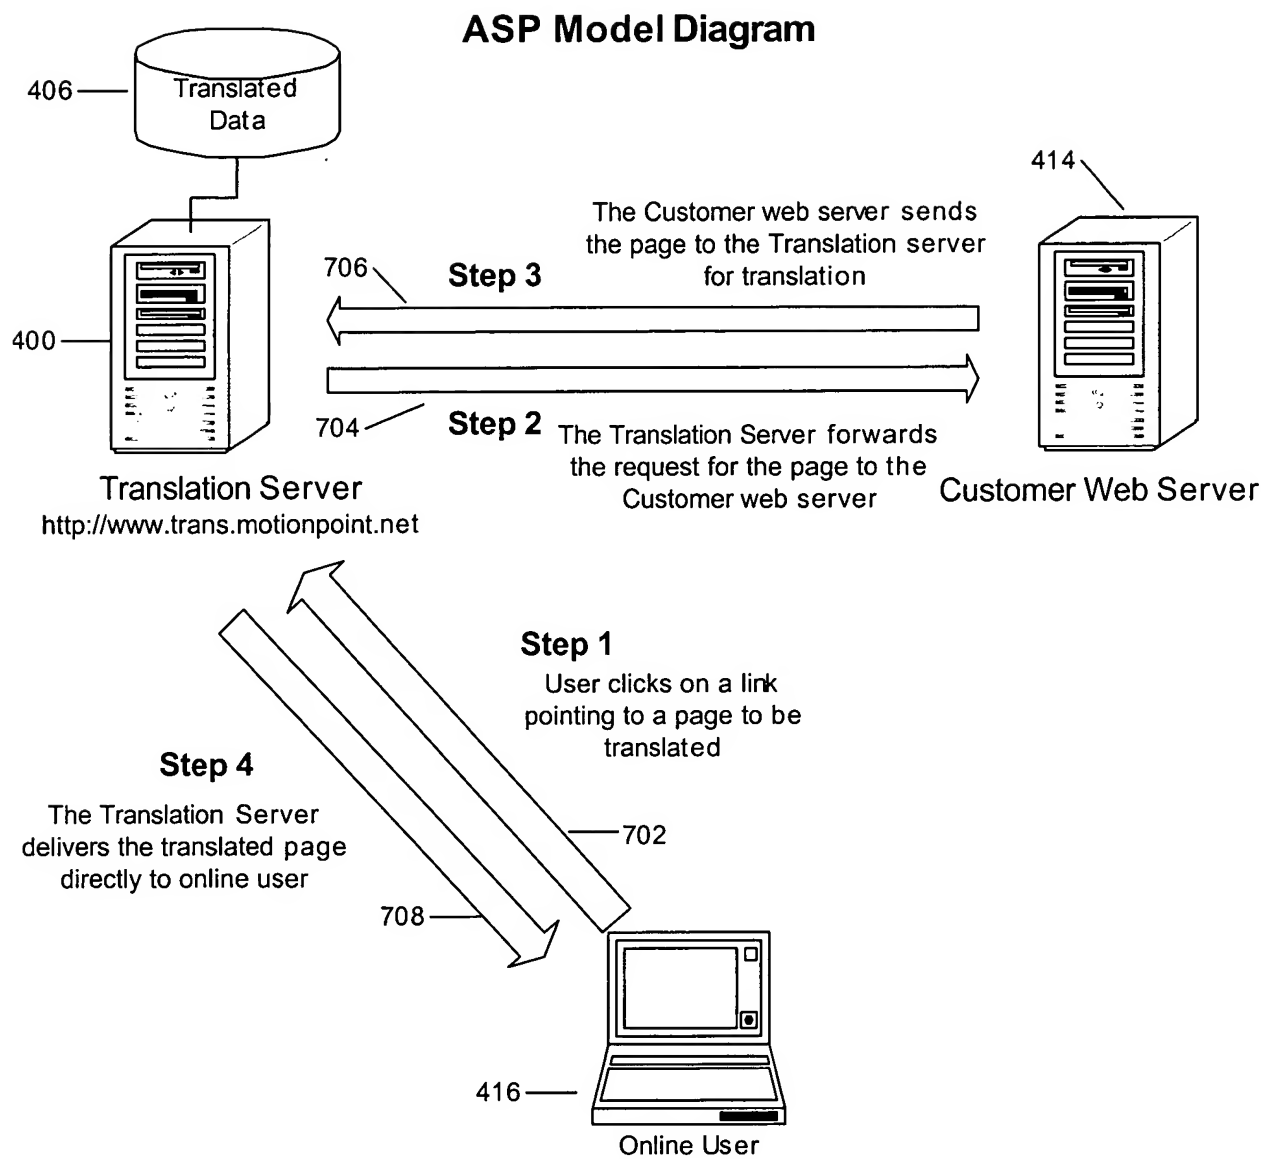 ASP Model Diagram
406
Translated
Data
414
The Customer web server sends
the page to the Translation server
for translation
706
Step 3
400
704
Step 2
The Translation Server forwards
the request for the page to the
Customer web server
Translation Server
http://www.trans.motionpoint.net
Customer Web Server
Step 1
User clicks on a link
pointing to a page to be
translated
Step 4
The Translation Server
delivers the translated page
directly to online user
702
708
416
Online User